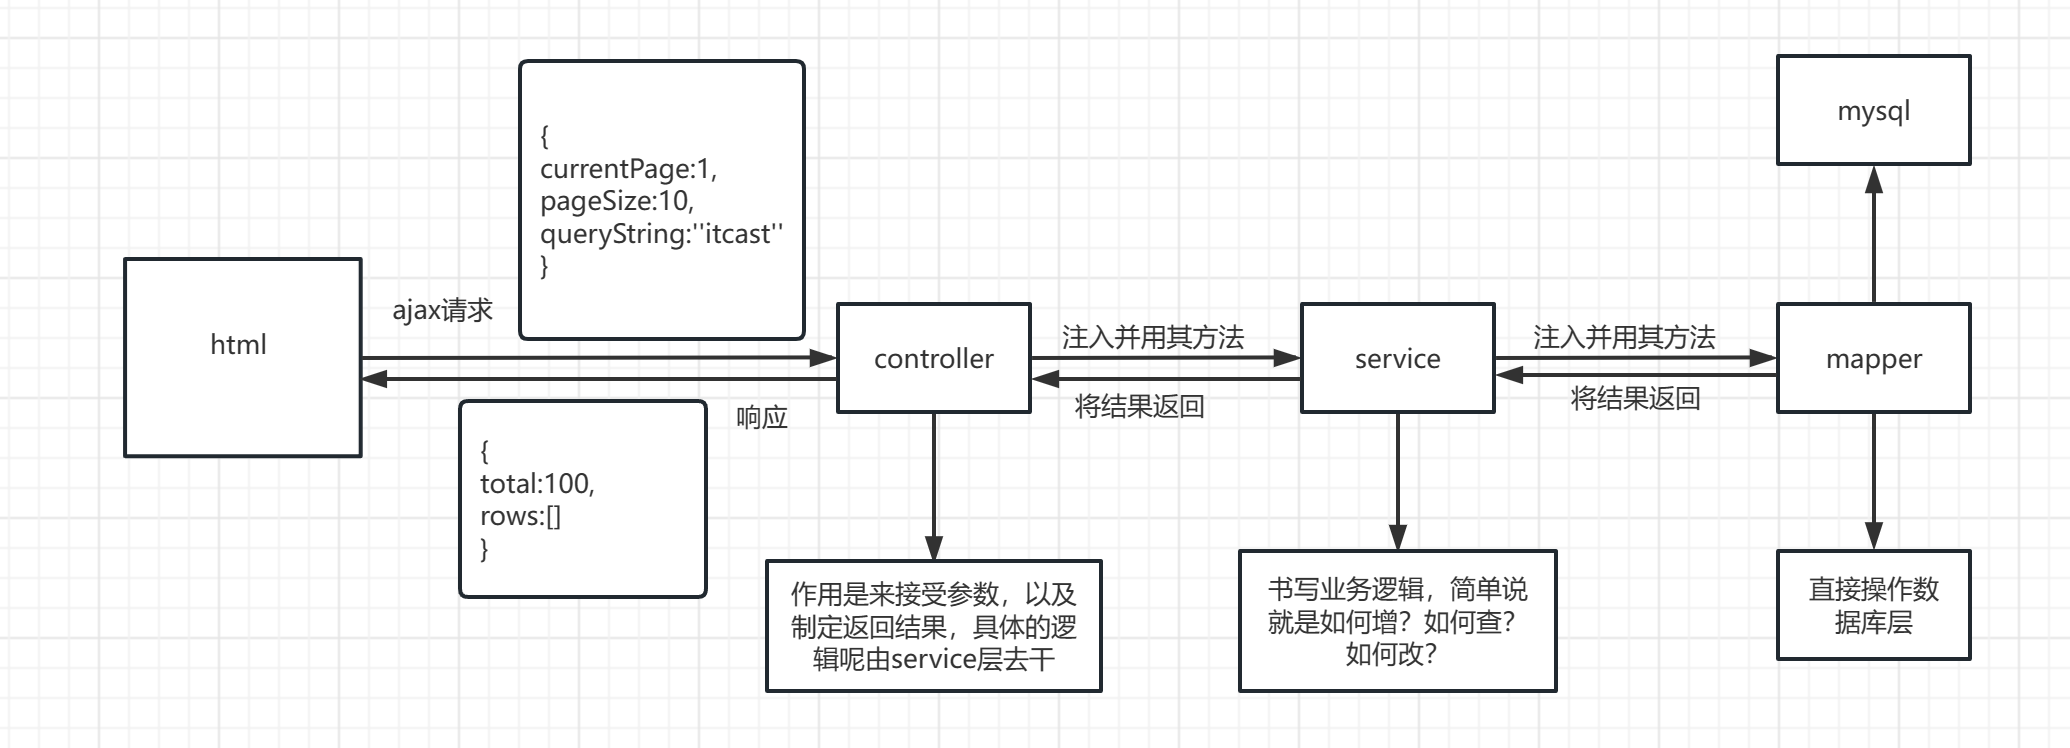 {
currentPage:1,
pageSize:10,
queryString:''itcast''
}
mysql
html
ajax请求
controller
注入并用其方法
service
注入并用其方法
mapper
响应
将结果返回
将结果返回
{
total:100,
rows:[]
}
作用是来接受参数，以及
制定返回结果，具体的逻
辑呢由service层去干
书写业务逻辑，简单说
就是如何增？如何查？
如何改？
直接操作数
据库层